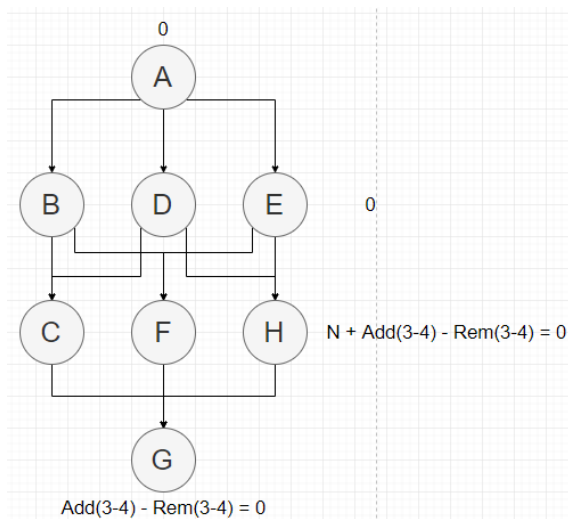 0
A
B
D
E
0
C
F
H
N + Add(3-4) - Rem(3-4) = 0
G
Add(3-4) - Rem(3-4) = 0